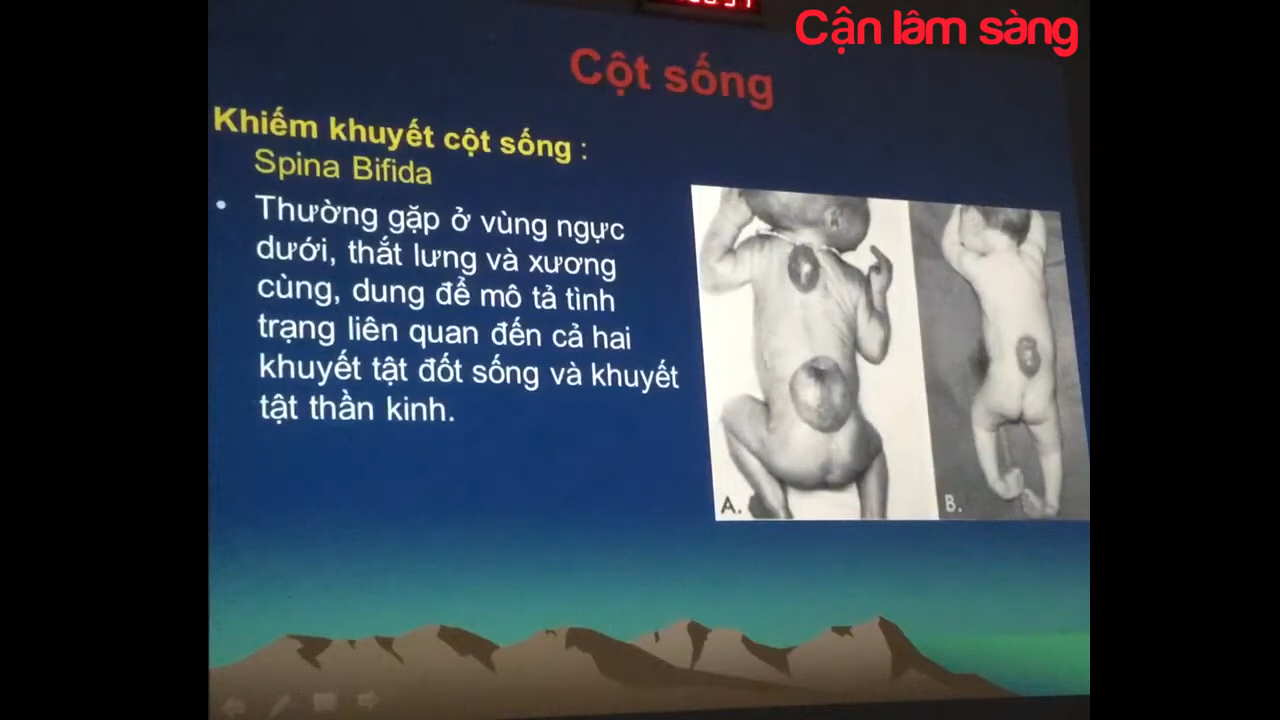 Cận lâm sàng
Cột sống
Khiếm khuyết cột sống :
Spina Bifida
• Thường gặp ở vùng ngực
dưới, thắt lưng và xương
cùng, dung để mô tả tình
trạng liên quan đến cả hai
khuyết tật đốt sống và khuyết
tật thần kinh.
A.
B.